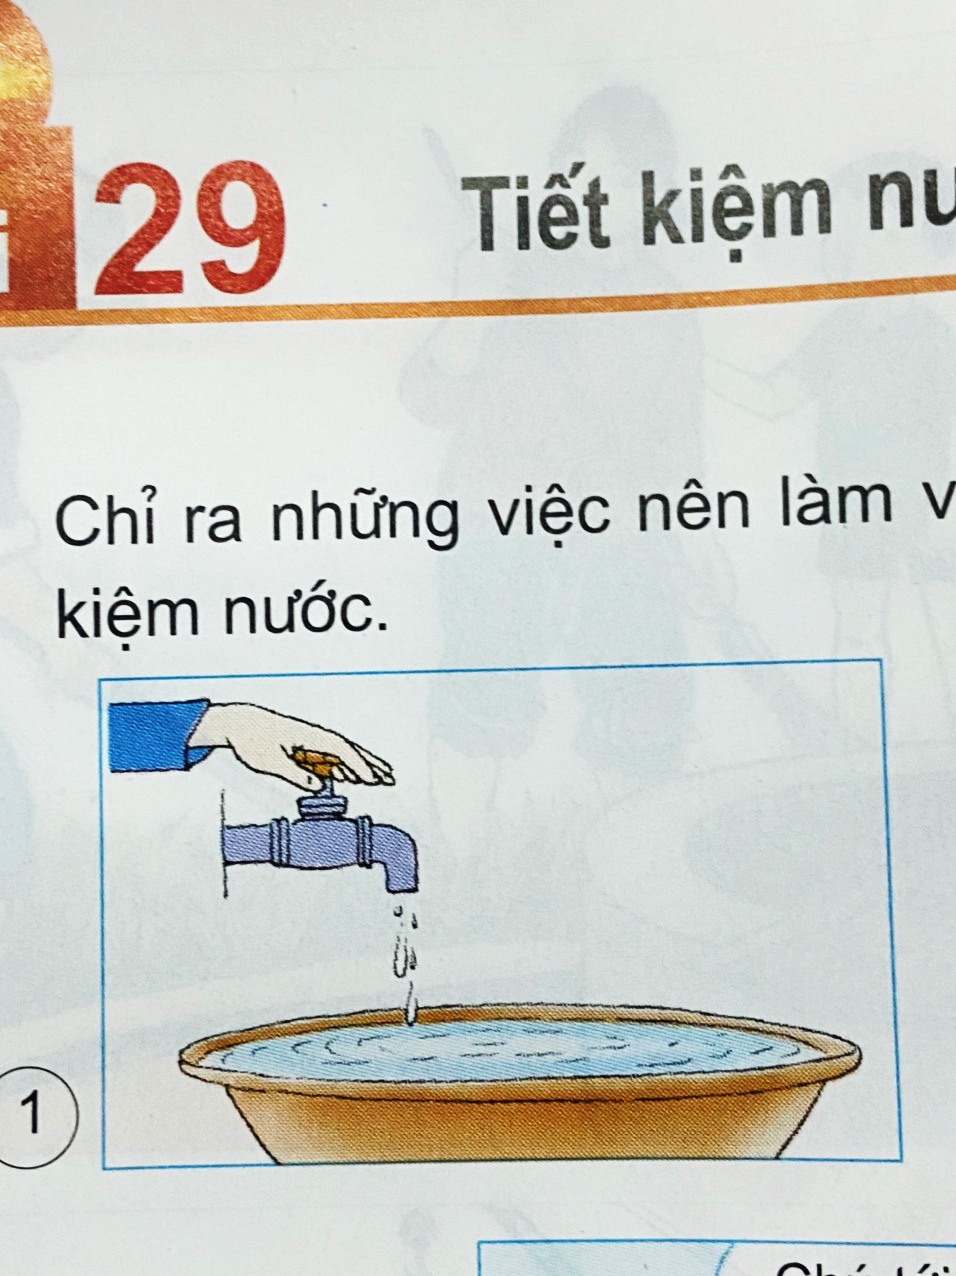 29
Tiết kiệm
Chỉ ra những việc nên làm
kiệm nước.
1